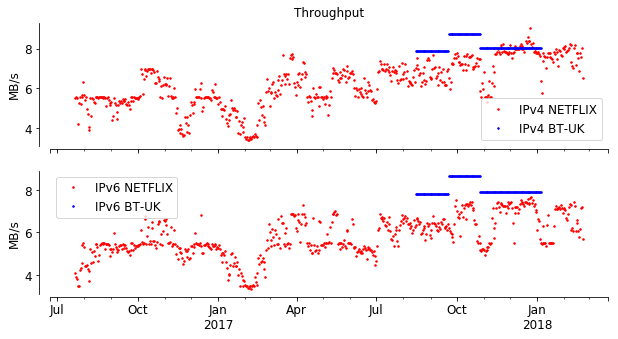 Throughput
8
6
4
MB/s
IPv4 NETFLIX
IPv4 BT-UK
8
6
4
MB/s
IPv6 NETFLIX
IPv6 BT-UK
Jul Oct Jan Apr Jul Oct Jan
2017 2018